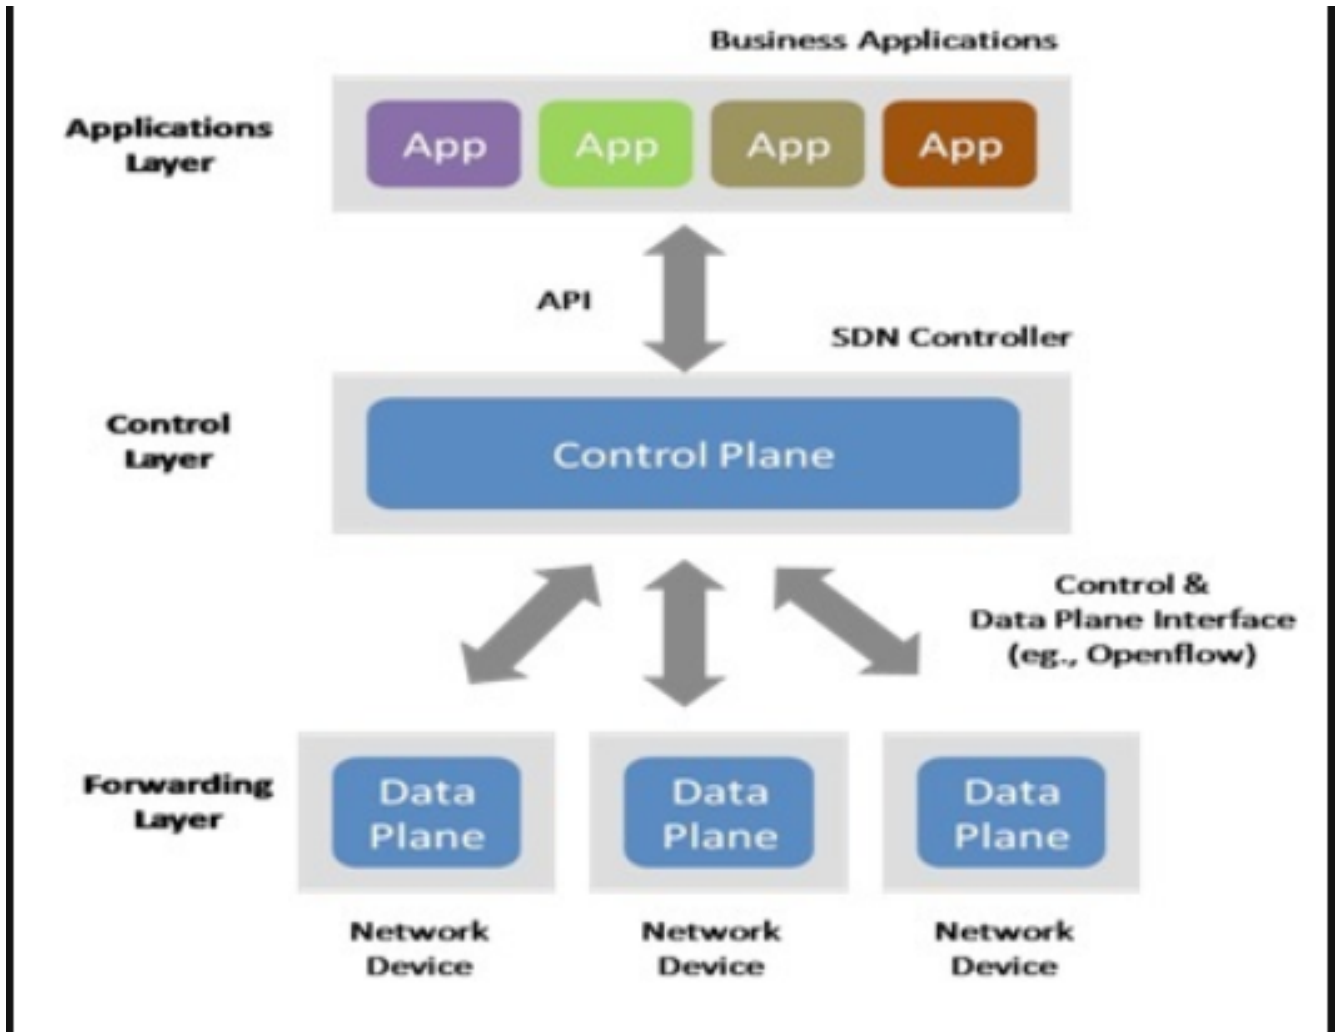 Business Applications
Applications
Layer
App App App App
API
SDN Controller
Control
Layer
Control Plane
Control &
Data Plane Interface
(eg., Openflow)
Forwarding
Layer
Data
Plane
Data
Plane
Data
Plane
Network
Device
Network
Device
Network
Device